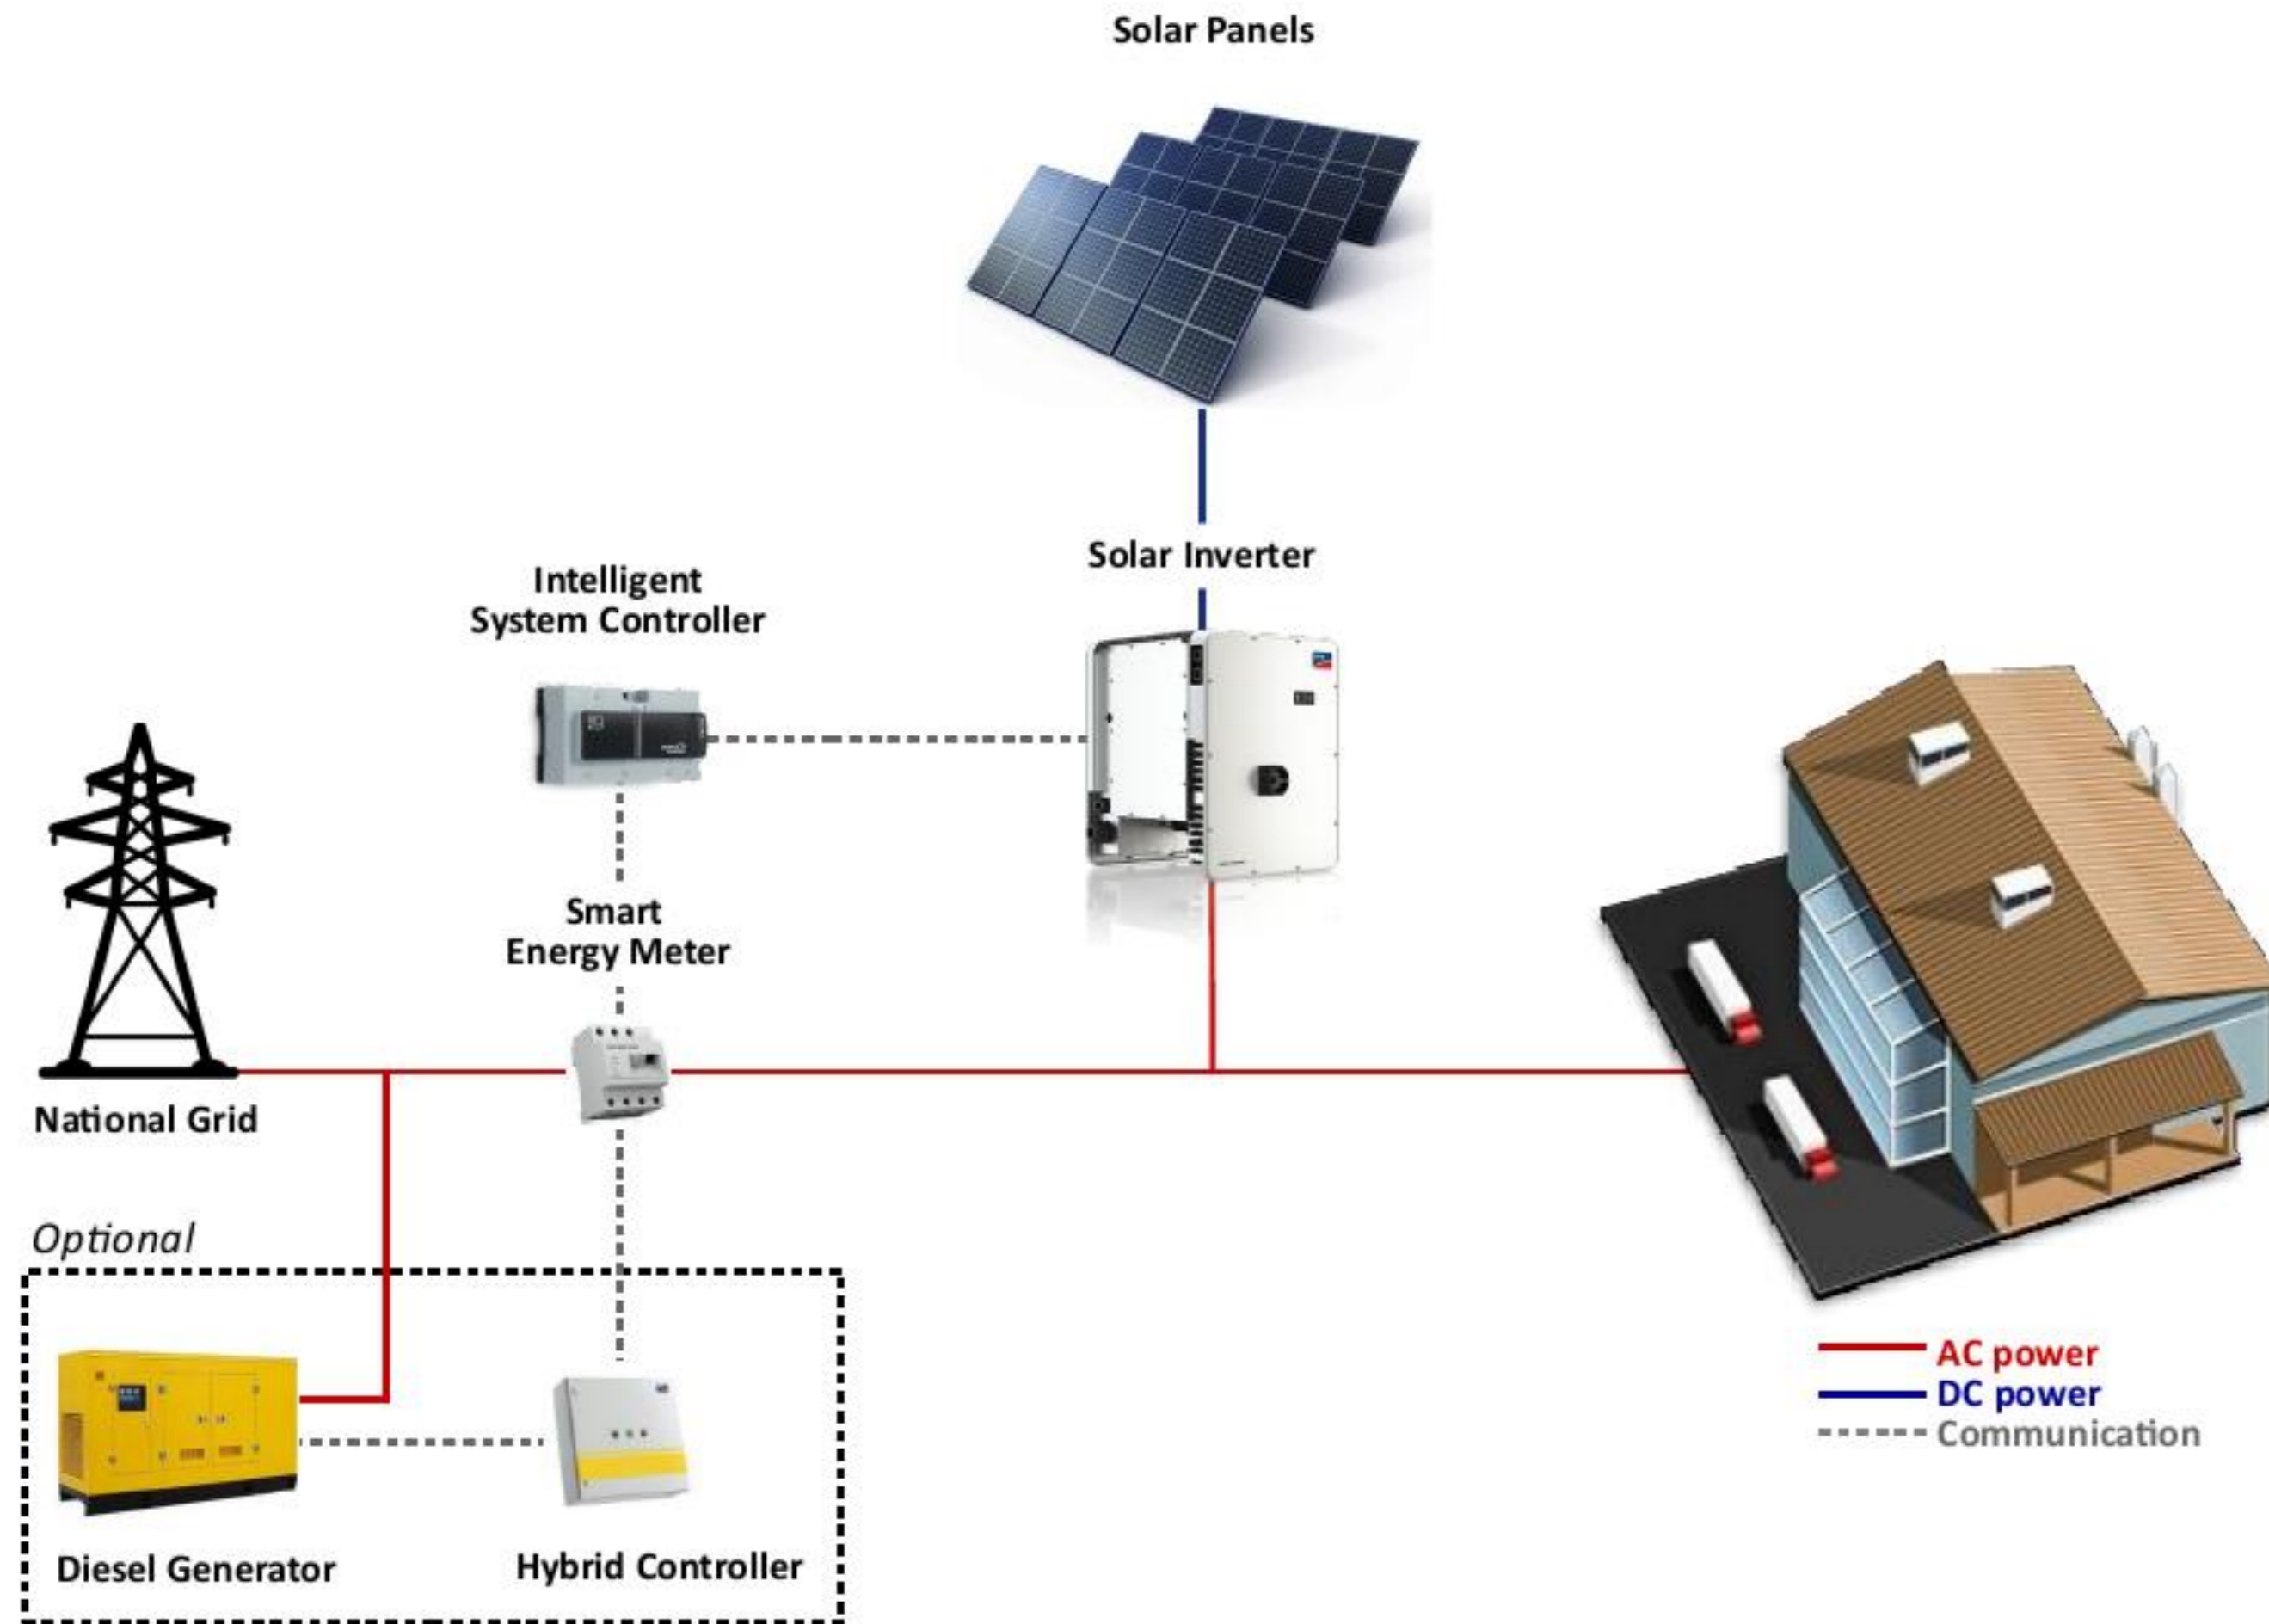 Solar Panels
Solar Inverter
Intelligent
System Controller
Smart
Energy Meter
National Grid
Optional
Diesel Generator
Hybrid Controller
AC power
DC power
Communication